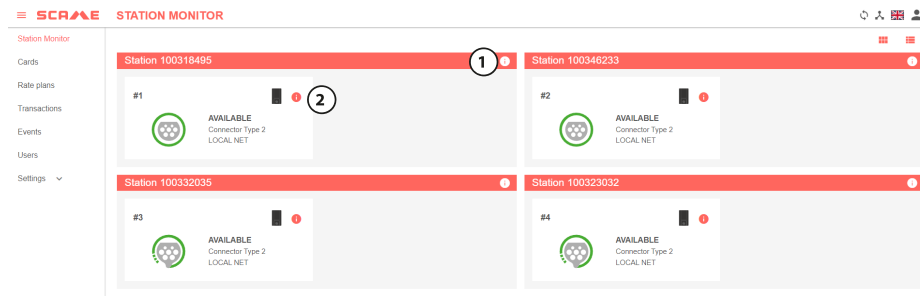 SCAME STATION MONITOR
Station Monitor
Cards
Rate plans
Transactions
Events
Users
Settings
Station 100318495 1
#1 2
AVAILABLE
Connector Type 2
LOCAL NET
Station 100346233
#2
AVAILABLE
Connector Type 2
LOCAL NET
Station 100332035
#3
AVAILABLE
Connector Type 2
LOCAL NET
Station 100323032
#4
AVAILABLE
Connector Type 2
LOCAL NET